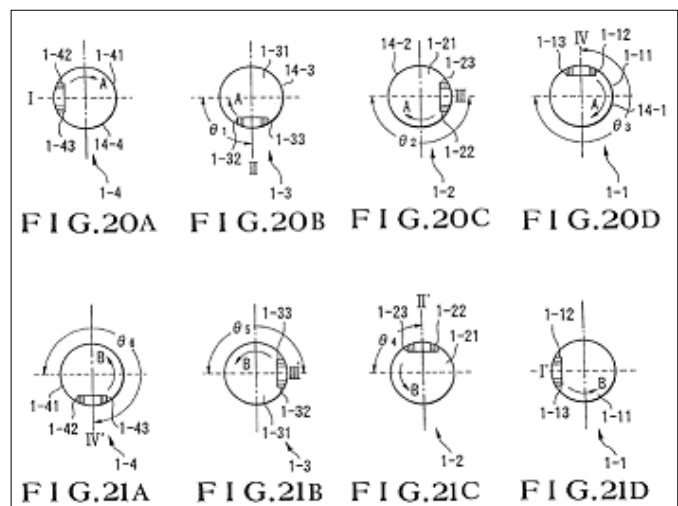 1-42
1-41
I
A
1-43
14-4
1-4
FIG.20A
1-31
14-3
A
θ1
1-32
1-33
II
1-3
FIG.20B
14-2
1-21
1-23
III
A
θ2
1-22
1-2
FIG.20C
IV
1-12
1-13
1-11
A
14-1
θ3
1-1
FIG.20D
θ6
B
1-41
1-42
1-43
IV'
1-4
FIG.21A
θ5
1-33
B
III'
1-32
1-31
1-3
FIG.21B
II'
1-23
1-22
θ4
1-21
B
1-2
FIG.21C
1-12
I'
B
1-13
1-11
1-1
FIG.21D